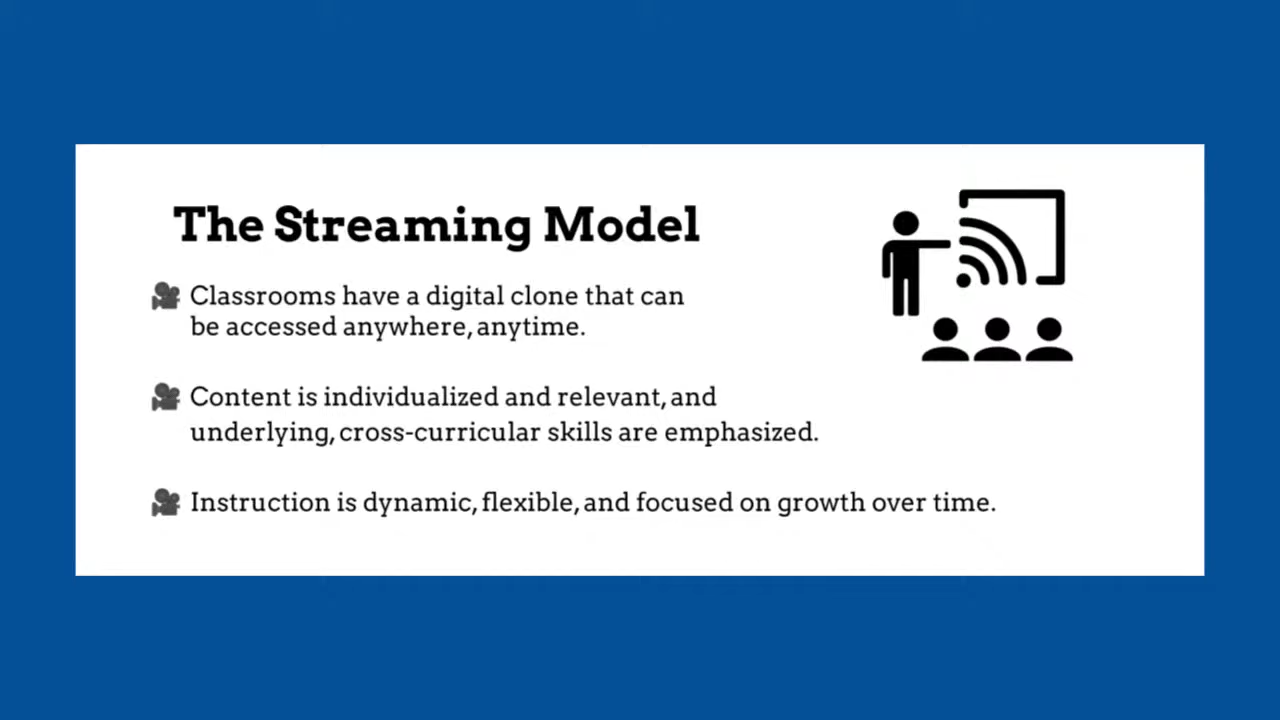 The Streaming Model
Classrooms have a digital clone that can
be accessed anywhere, anytime.
Content is individualized and relevant, and
underlying, cross-curricular skills are emphasized.
Instruction is dynamic, flexible, and focused on growth over time.